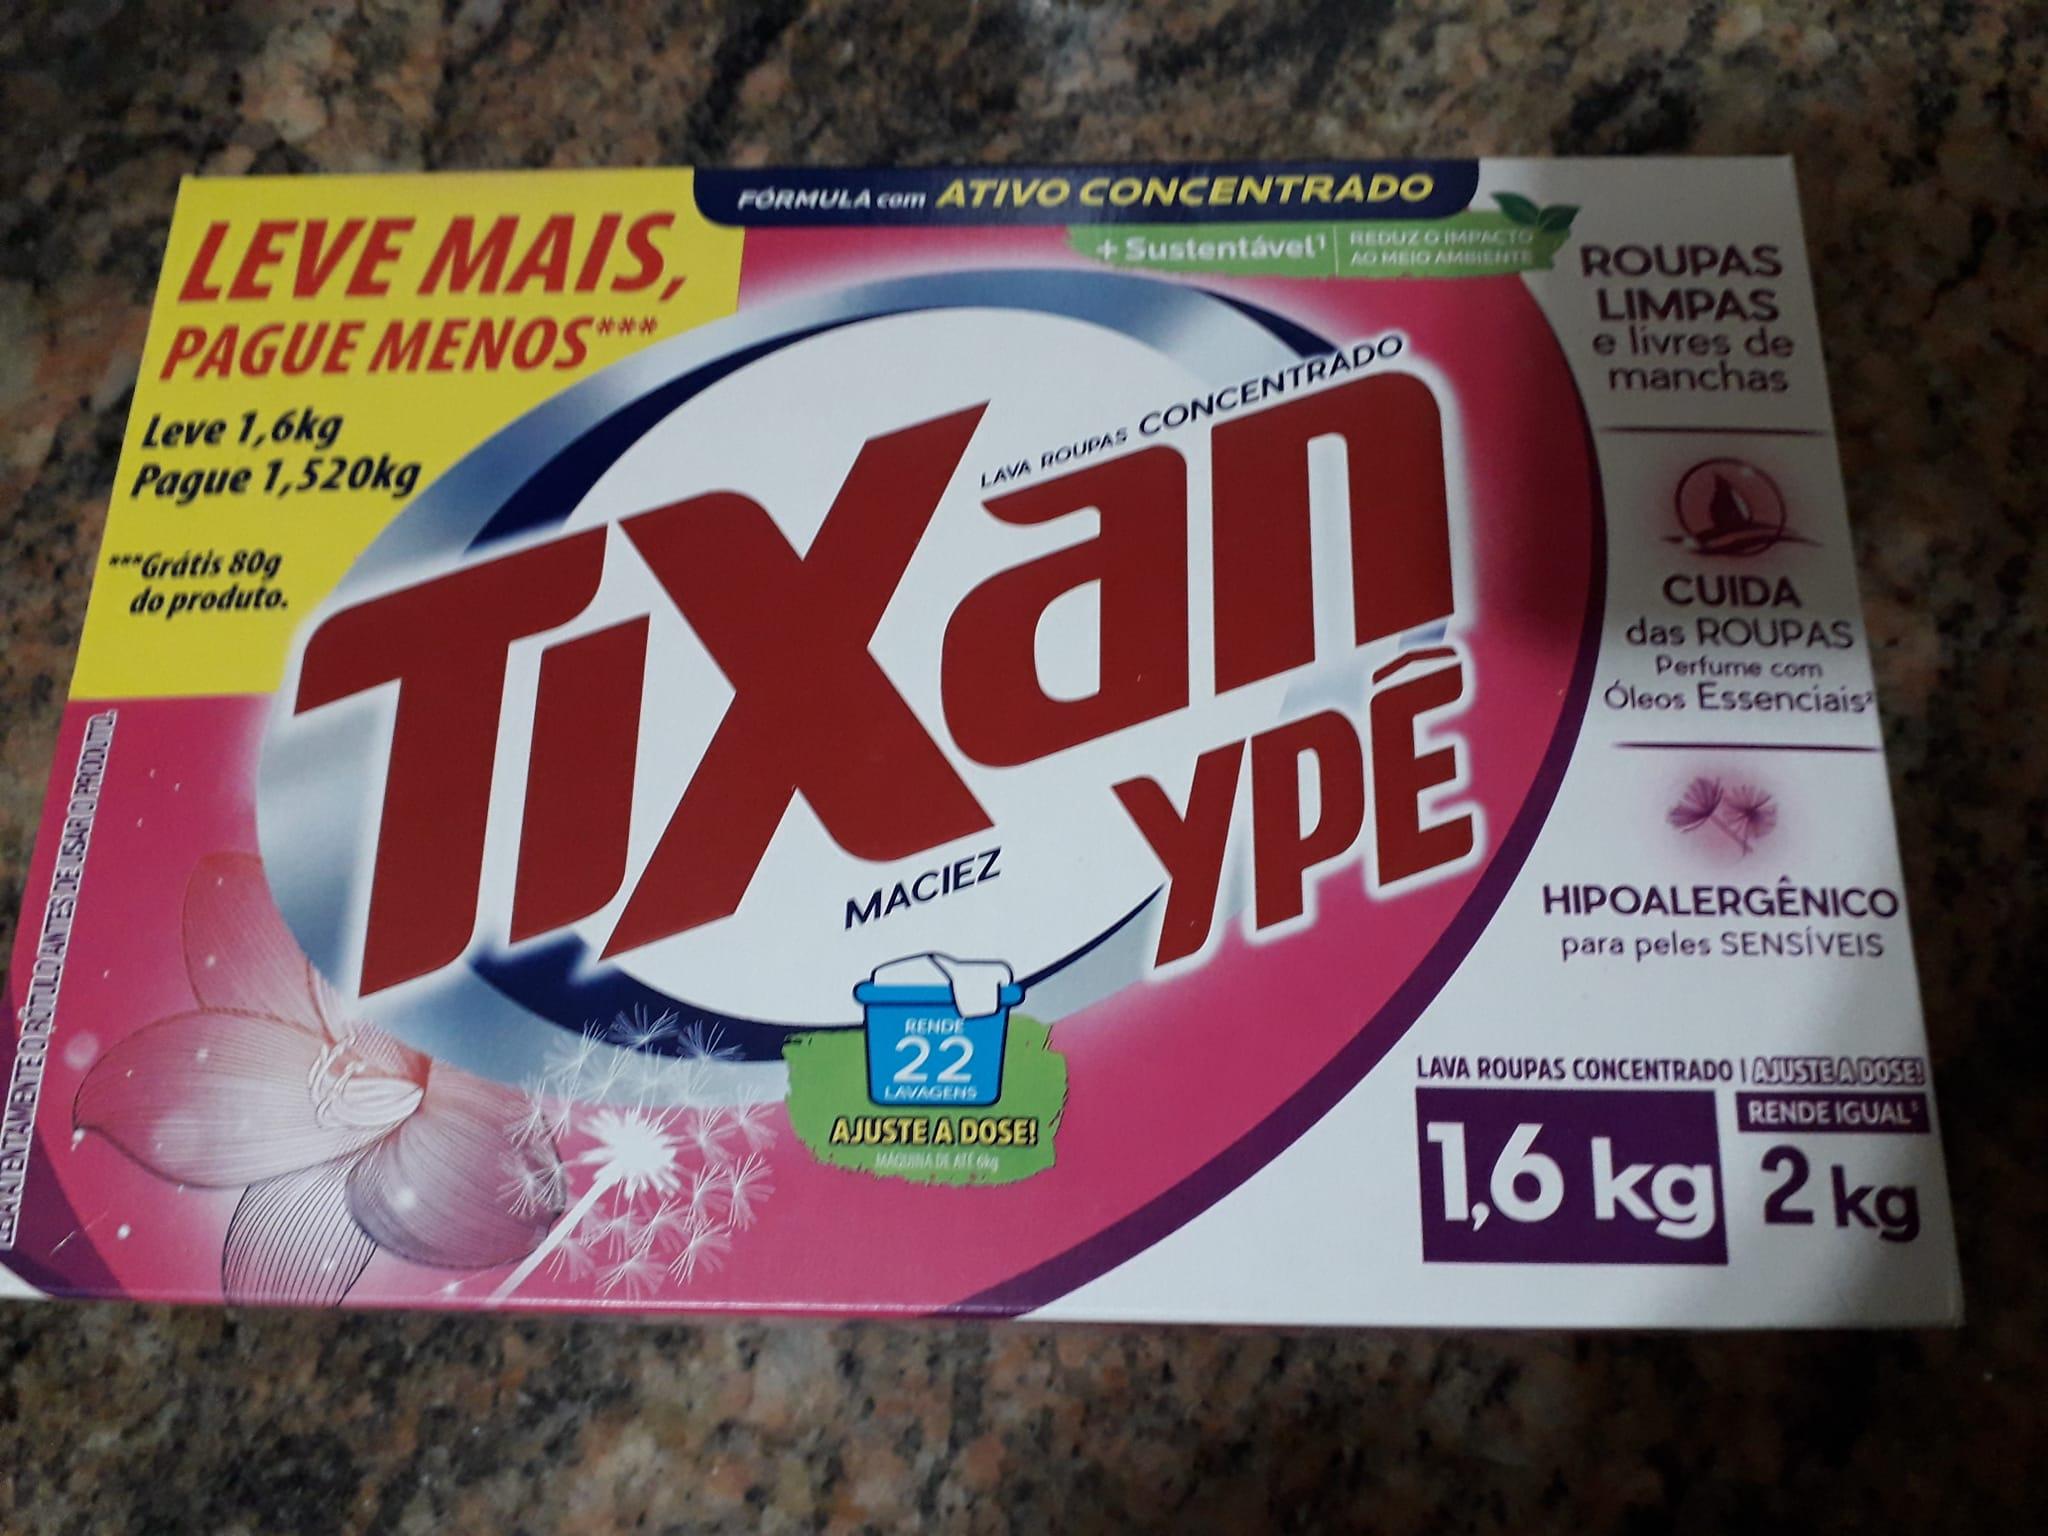 FÓRMULA com ATIVO CONCENTRADO
+ Sustentável¹
REDUZ O IMPACTO
AO MEIO AMBIENTE
LEVE MAIS,
PAGUE MENOS***
Leve 1,6kg
Pague 1,520kg
***Grátis 80g
do produto.
LAVA ROUPAS CONCENTRADO
TiXan
YPÊ
MACIEZ
RENDE
22
LAVAGENS
AJUSTE A DOSE!
MÁQUINA DE ATÉ 6kg
ROUPAS
LIMPAS
e livres de
manchas
CUIDA
das ROUPAS
Perfume com
Óleos Essenciais²
HIPOALERGÊNICO
para peles SENSÍVEIS
LAVA ROUPAS CONCENTRADO | AJUSTE A DOSE!
1,6 kg
RENDE IGUAL³
2 kg
LEIA ATENTAMENTE O RÓTULO ANTES DE USAR O PRODUTO.